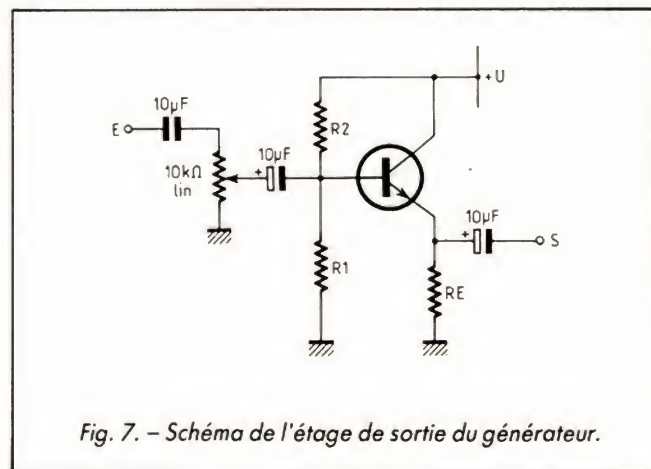 +U
10µF
E
R2
10µF
10kΩ
lin
+
10µF
+
S
R1
RE
Fig. 7. – Schéma de l'étage de sortie du générateur.